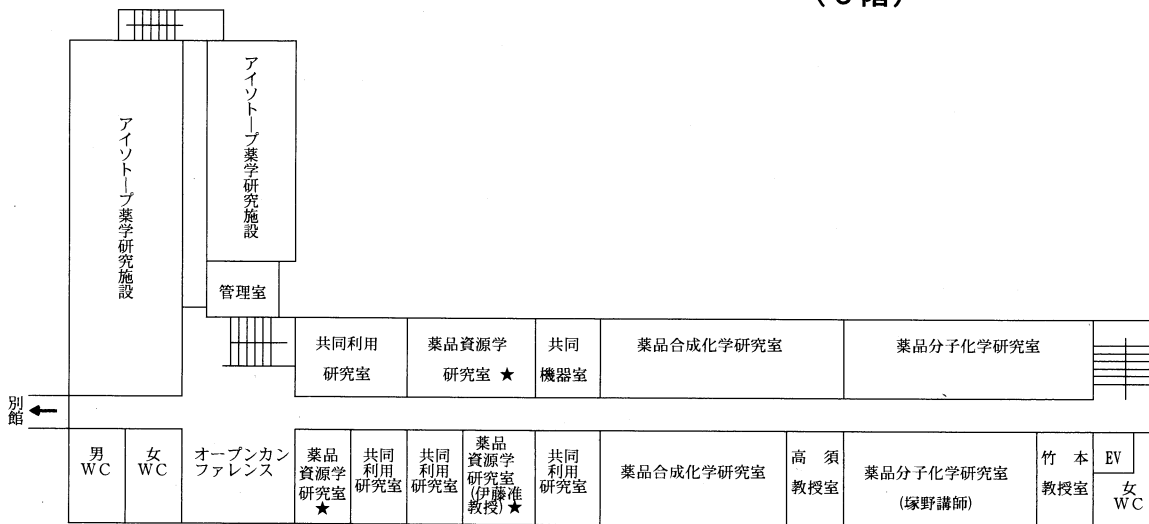 アイソトープ薬学研究施設
アイソトープ薬学研究施設
管理室
共同利用
研究室
薬品資源学
研究室 ★
共同
機器室
薬品合成化学研究室
薬品分子化学研究室
別館
男
WC
女
WC
オープンカン
ファレンス
薬品
資源学
研究室
★
共同
利用
研究室
共同
利用
研究室
薬品
資源学
研究室
(伊藤准
教授)★
共同
利用
研究室
薬品合成化学研究室
高須
教授室
薬品分子化学研究室
(塚野講師)
竹本
教授室
EV
女
WC